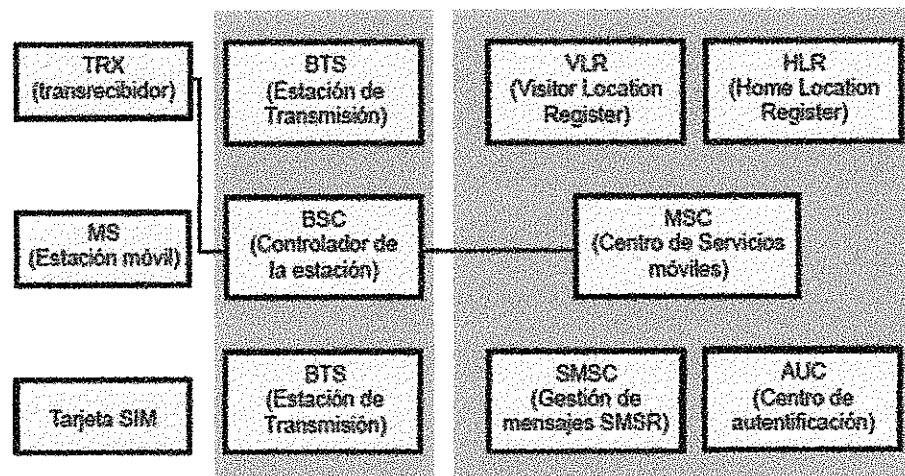 TRX
(transrecibidor)
BTS
(Estación de
Transmisión)
VLR
(Visitor Location
Register)
HLR
(Home Location
Register)
MS
(Estación móvil)
BSC
(Controlador de
la estación)
MSC
(Centro de Servicios
móviles)
Tarjeta SIM
BTS
(Estación de
Transmisión)
SMSC
(Gestión de
mensajes SMSR)
AUC
(Centro de
autentificación)